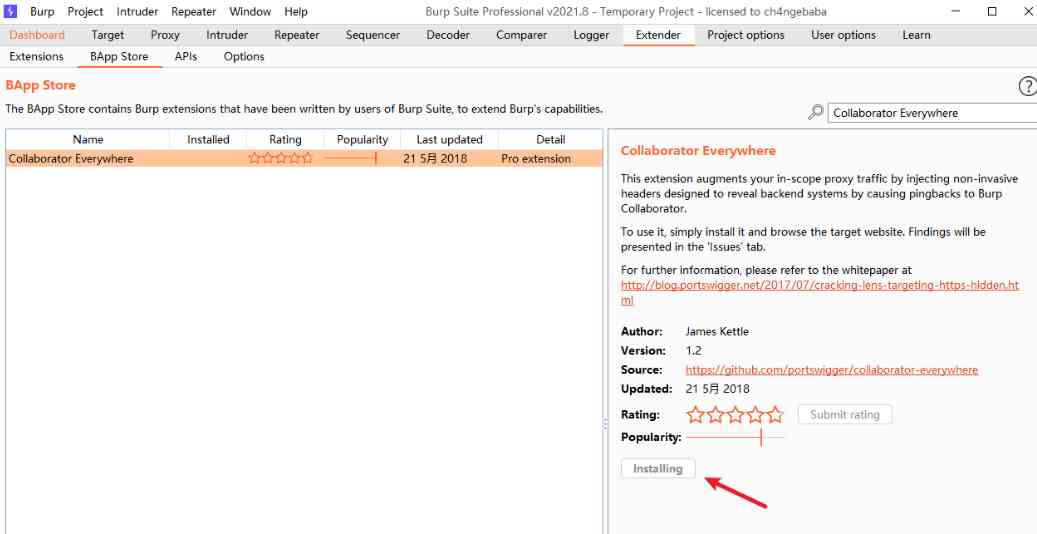 Burp Project Intruder Repeater Window Help Burp Suite Professional v2021.8 - Temporary Project - licensed to ch4ngebaba
Dashboard Target Proxy Intruder Repeater Sequencer Decoder Comparer Logger Extender Project options User options Learn
Extensions BApp Store APIs Options
BApp Store
The BApp Store contains Burp extensions that have been written by users of Burp Suite, to extend Burp's capabilities.
Collaborator Everywhere
Name Installed Rating Popularity Last updated Detail
Collaborator Everywhere 21 5月 2018 Pro extension
Collaborator Everywhere
This extension augments your in-scope proxy traffic by injecting non-invasive
headers designed to reveal backend systems by causing pingbacks to Burp
Collaborator.
To use it, simply install it and browse the target website. Findings will be
presented in the 'Issues' tab.
For further information, please refer to the whitepaper at
http://blog.portswigger.net/2017/07/cracking-lens-targeting-https-hidden.ht
ml
Author: James Kettle
Version: 1.2
Source: https://github.com/portswigger/collaborator-everywhere
Updated: 21 5月 2018
Rating: Submit rating
Popularity:
Installing